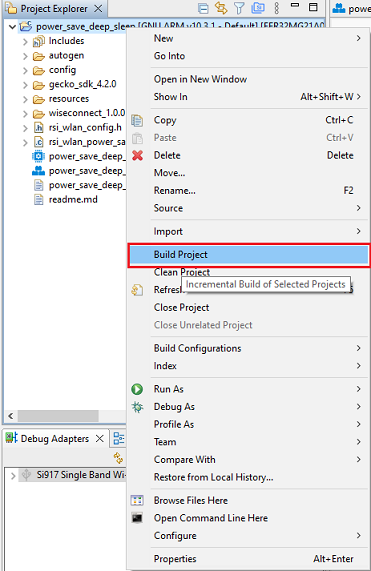 Project Explorer
power_save_deep_sleep [GNU ARM v10.3.1 - Default] [EFR32MG21A0
Includes
autogen
config
gecko_sdk_4.2.0
resources
wiseconnect_1.0.0
rsi_wlan_config.h
rsi_wlan_power_sa
power_save_deep_
power_save_deep_
power_save_deep_
readme.md
power_save_deep_
New
Go Into
Open in New Window
Show In Alt+Shift+W
Copy Ctrl+C
Paste Ctrl+V
Delete Delete
Move...
Rename... F2
Source
Import
Build Project
Clean Project
Refres
Incremental Build of Selected Projects
Close Project
Close Unrelated Project
Build Configurations
Index
Run As
Debug As
Profile As
Team
Compare With
Restore from Local History...
Browse Files Here
Open Command Line Here
Configure
Properties Alt+Enter
Debug Adapters
Si917 Single Band Wi-